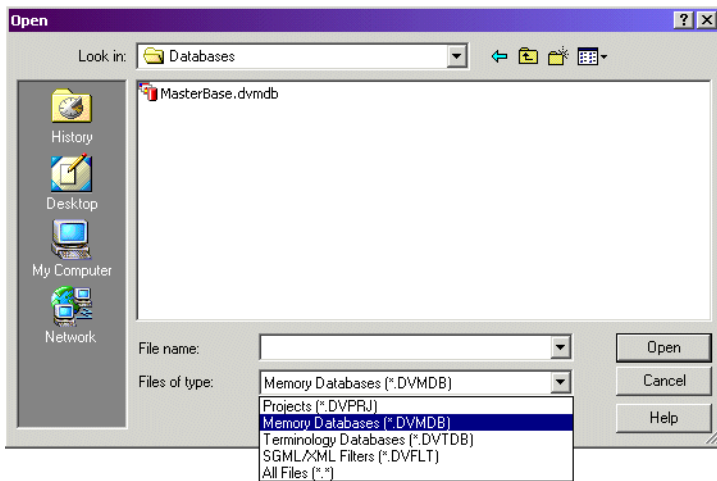 Open
Look in: Databases
MasterBase.dvmdb
History
Desktop
My Computer
Network
File name:
Open
Files of type: Memory Databases (*.DVMDB)
Cancel
Projects (*.DVPRJ)
Memory Databases (*.DVMDB)
Terminology Databases (*.DVTDB)
SGML/XML Filters (*.DVFLT)
All Files (*.*)
Help